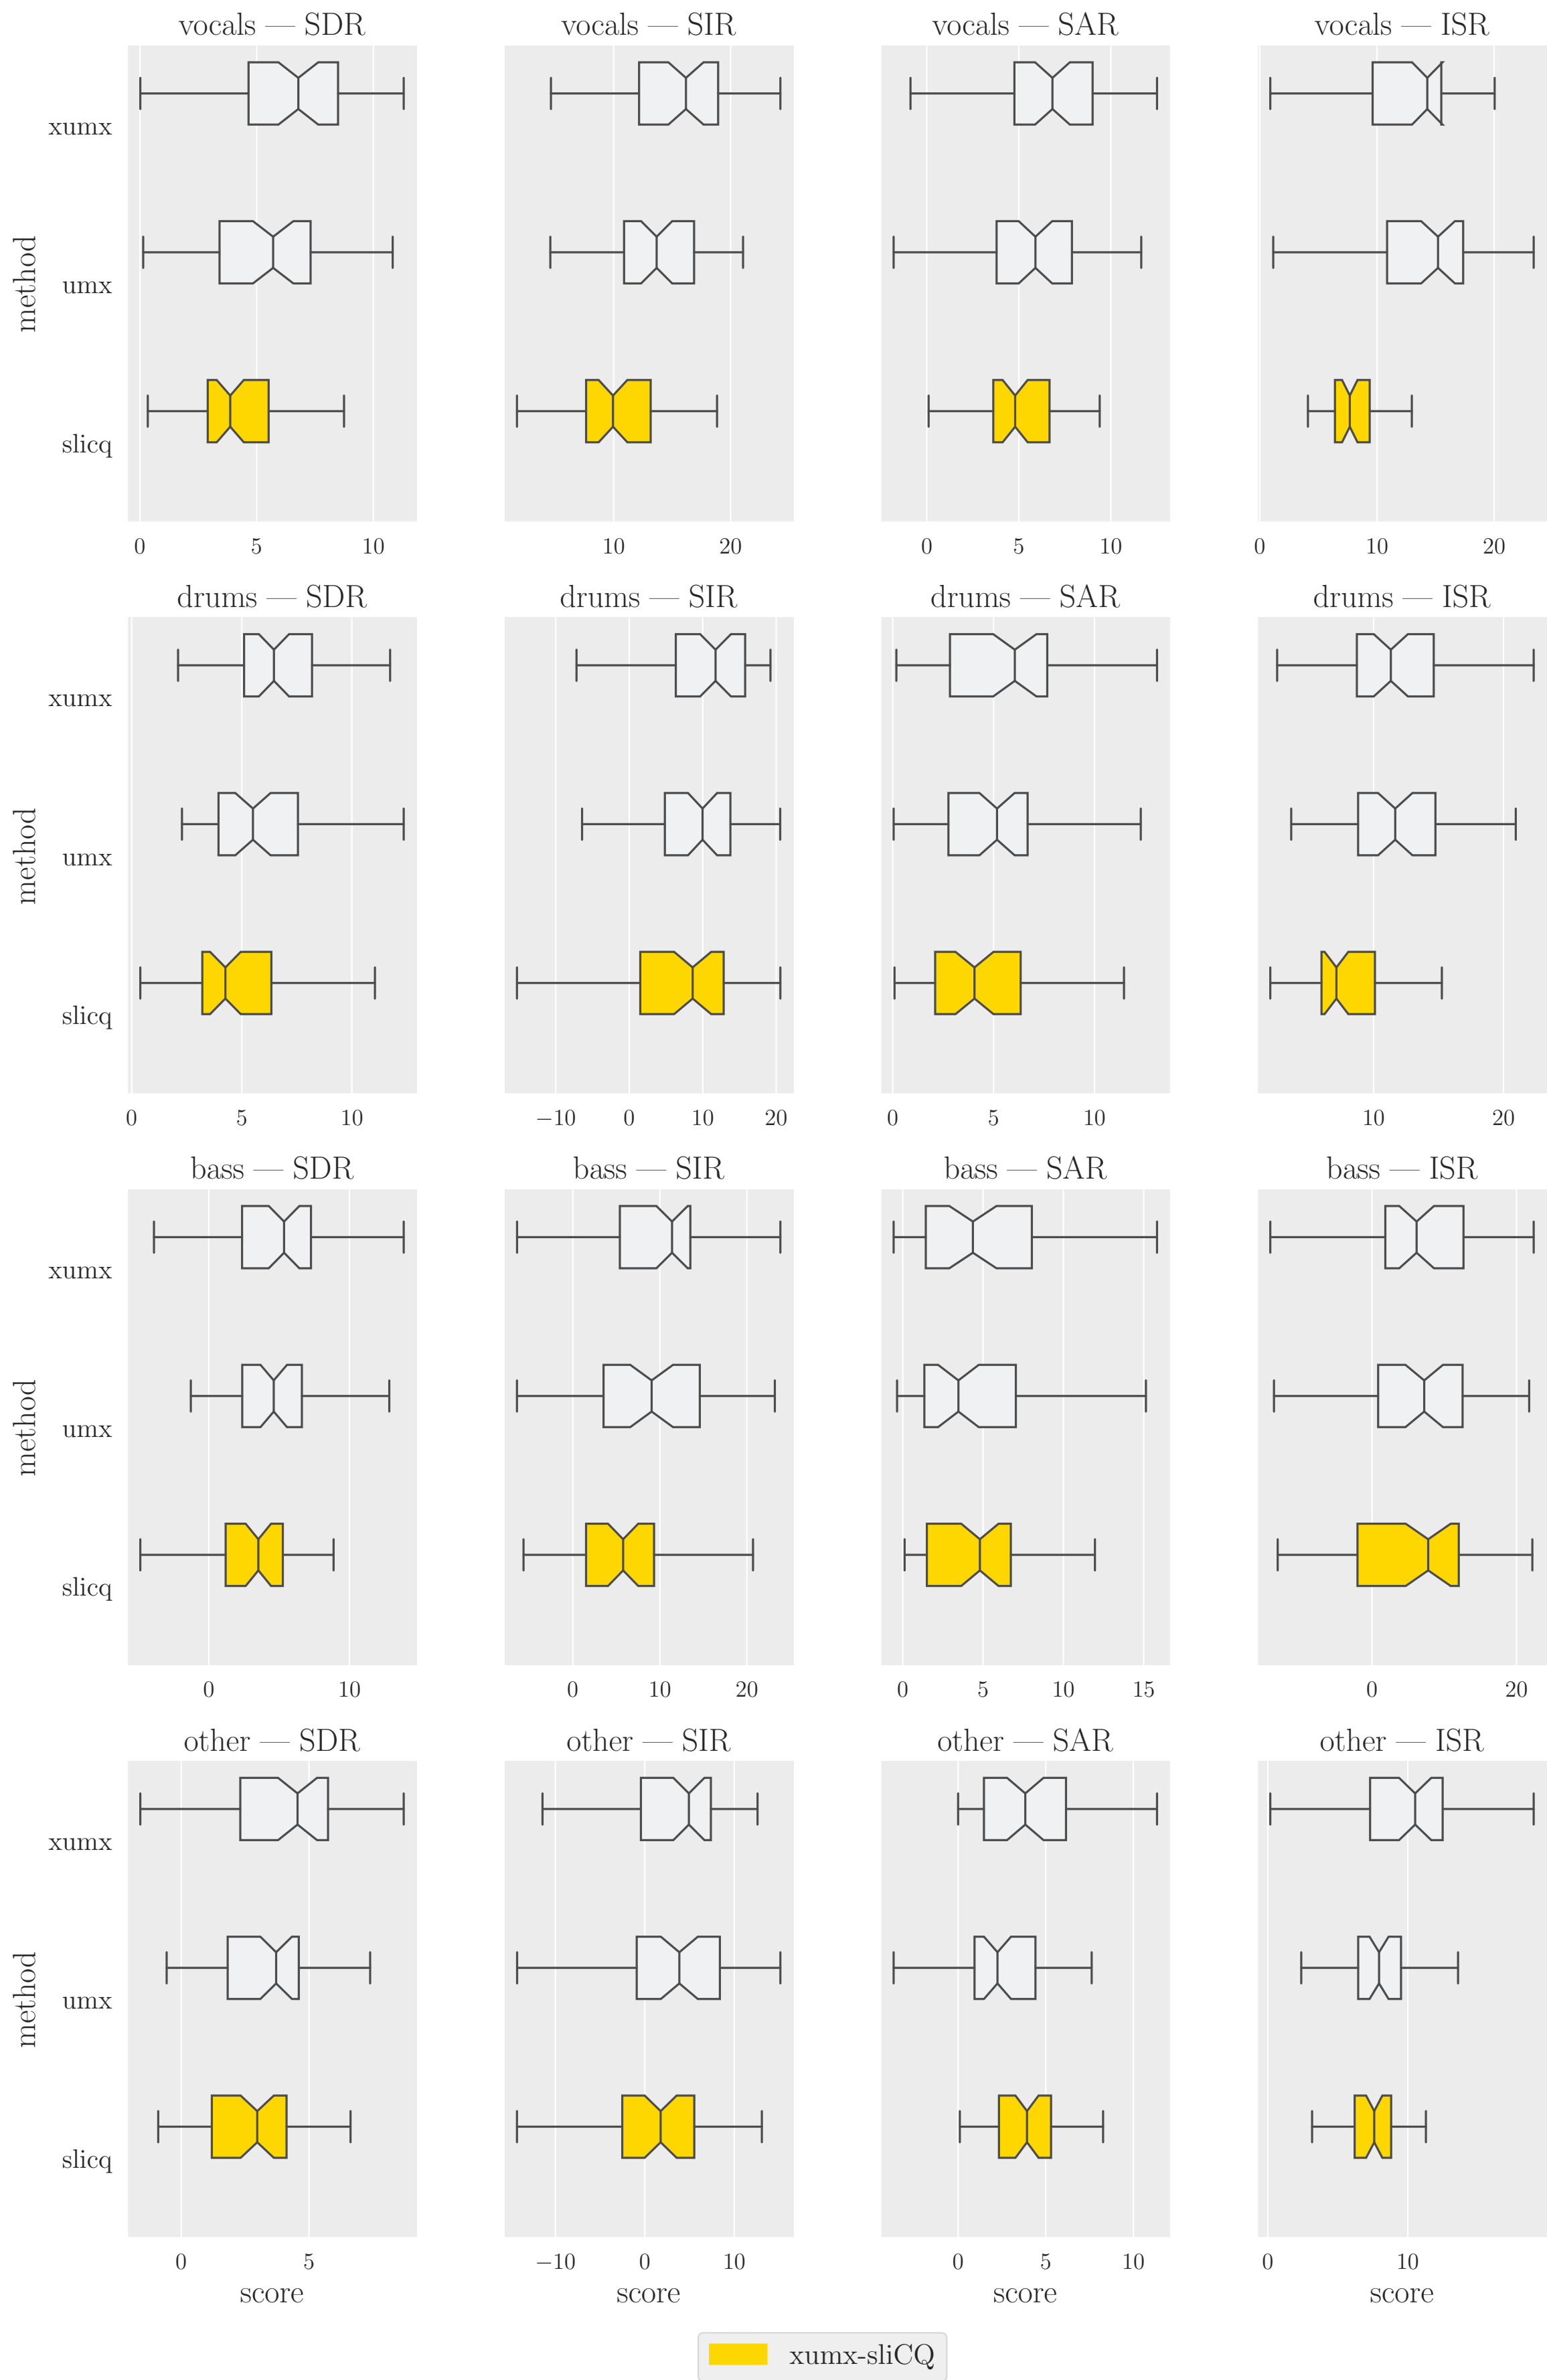 vocals — SDR vocals — SIR vocals — SAR vocals — ISR
xumx
method
umx
slicq
0 5 10 10 20 0 5 10 0 10 20
drums — SDR drums — SIR drums — SAR drums — ISR
xumx
method
umx
slicq
0 5 10 −10 0 10 20 0 5 10 10 20
bass — SDR bass — SIR bass — SAR bass — ISR
xumx
method
umx
slicq
0 10 0 10 20 0 5 10 15 0 20
other — SDR other — SIR other — SAR other — ISR
xumx
method
umx
slicq
0 5 −10 0 10 0 5 10 0 10
score score score score
xumx-sliCQ